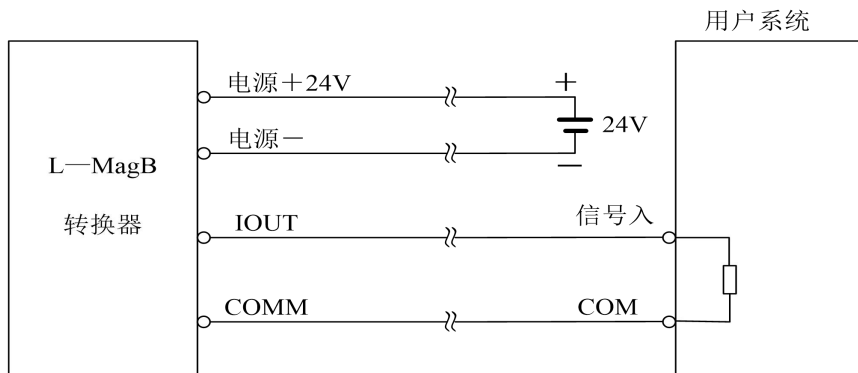 用户系统
电源＋24V
＋
24V
电源－
－
L—MagB
转换器
IOUT
信号入
COMM
COM